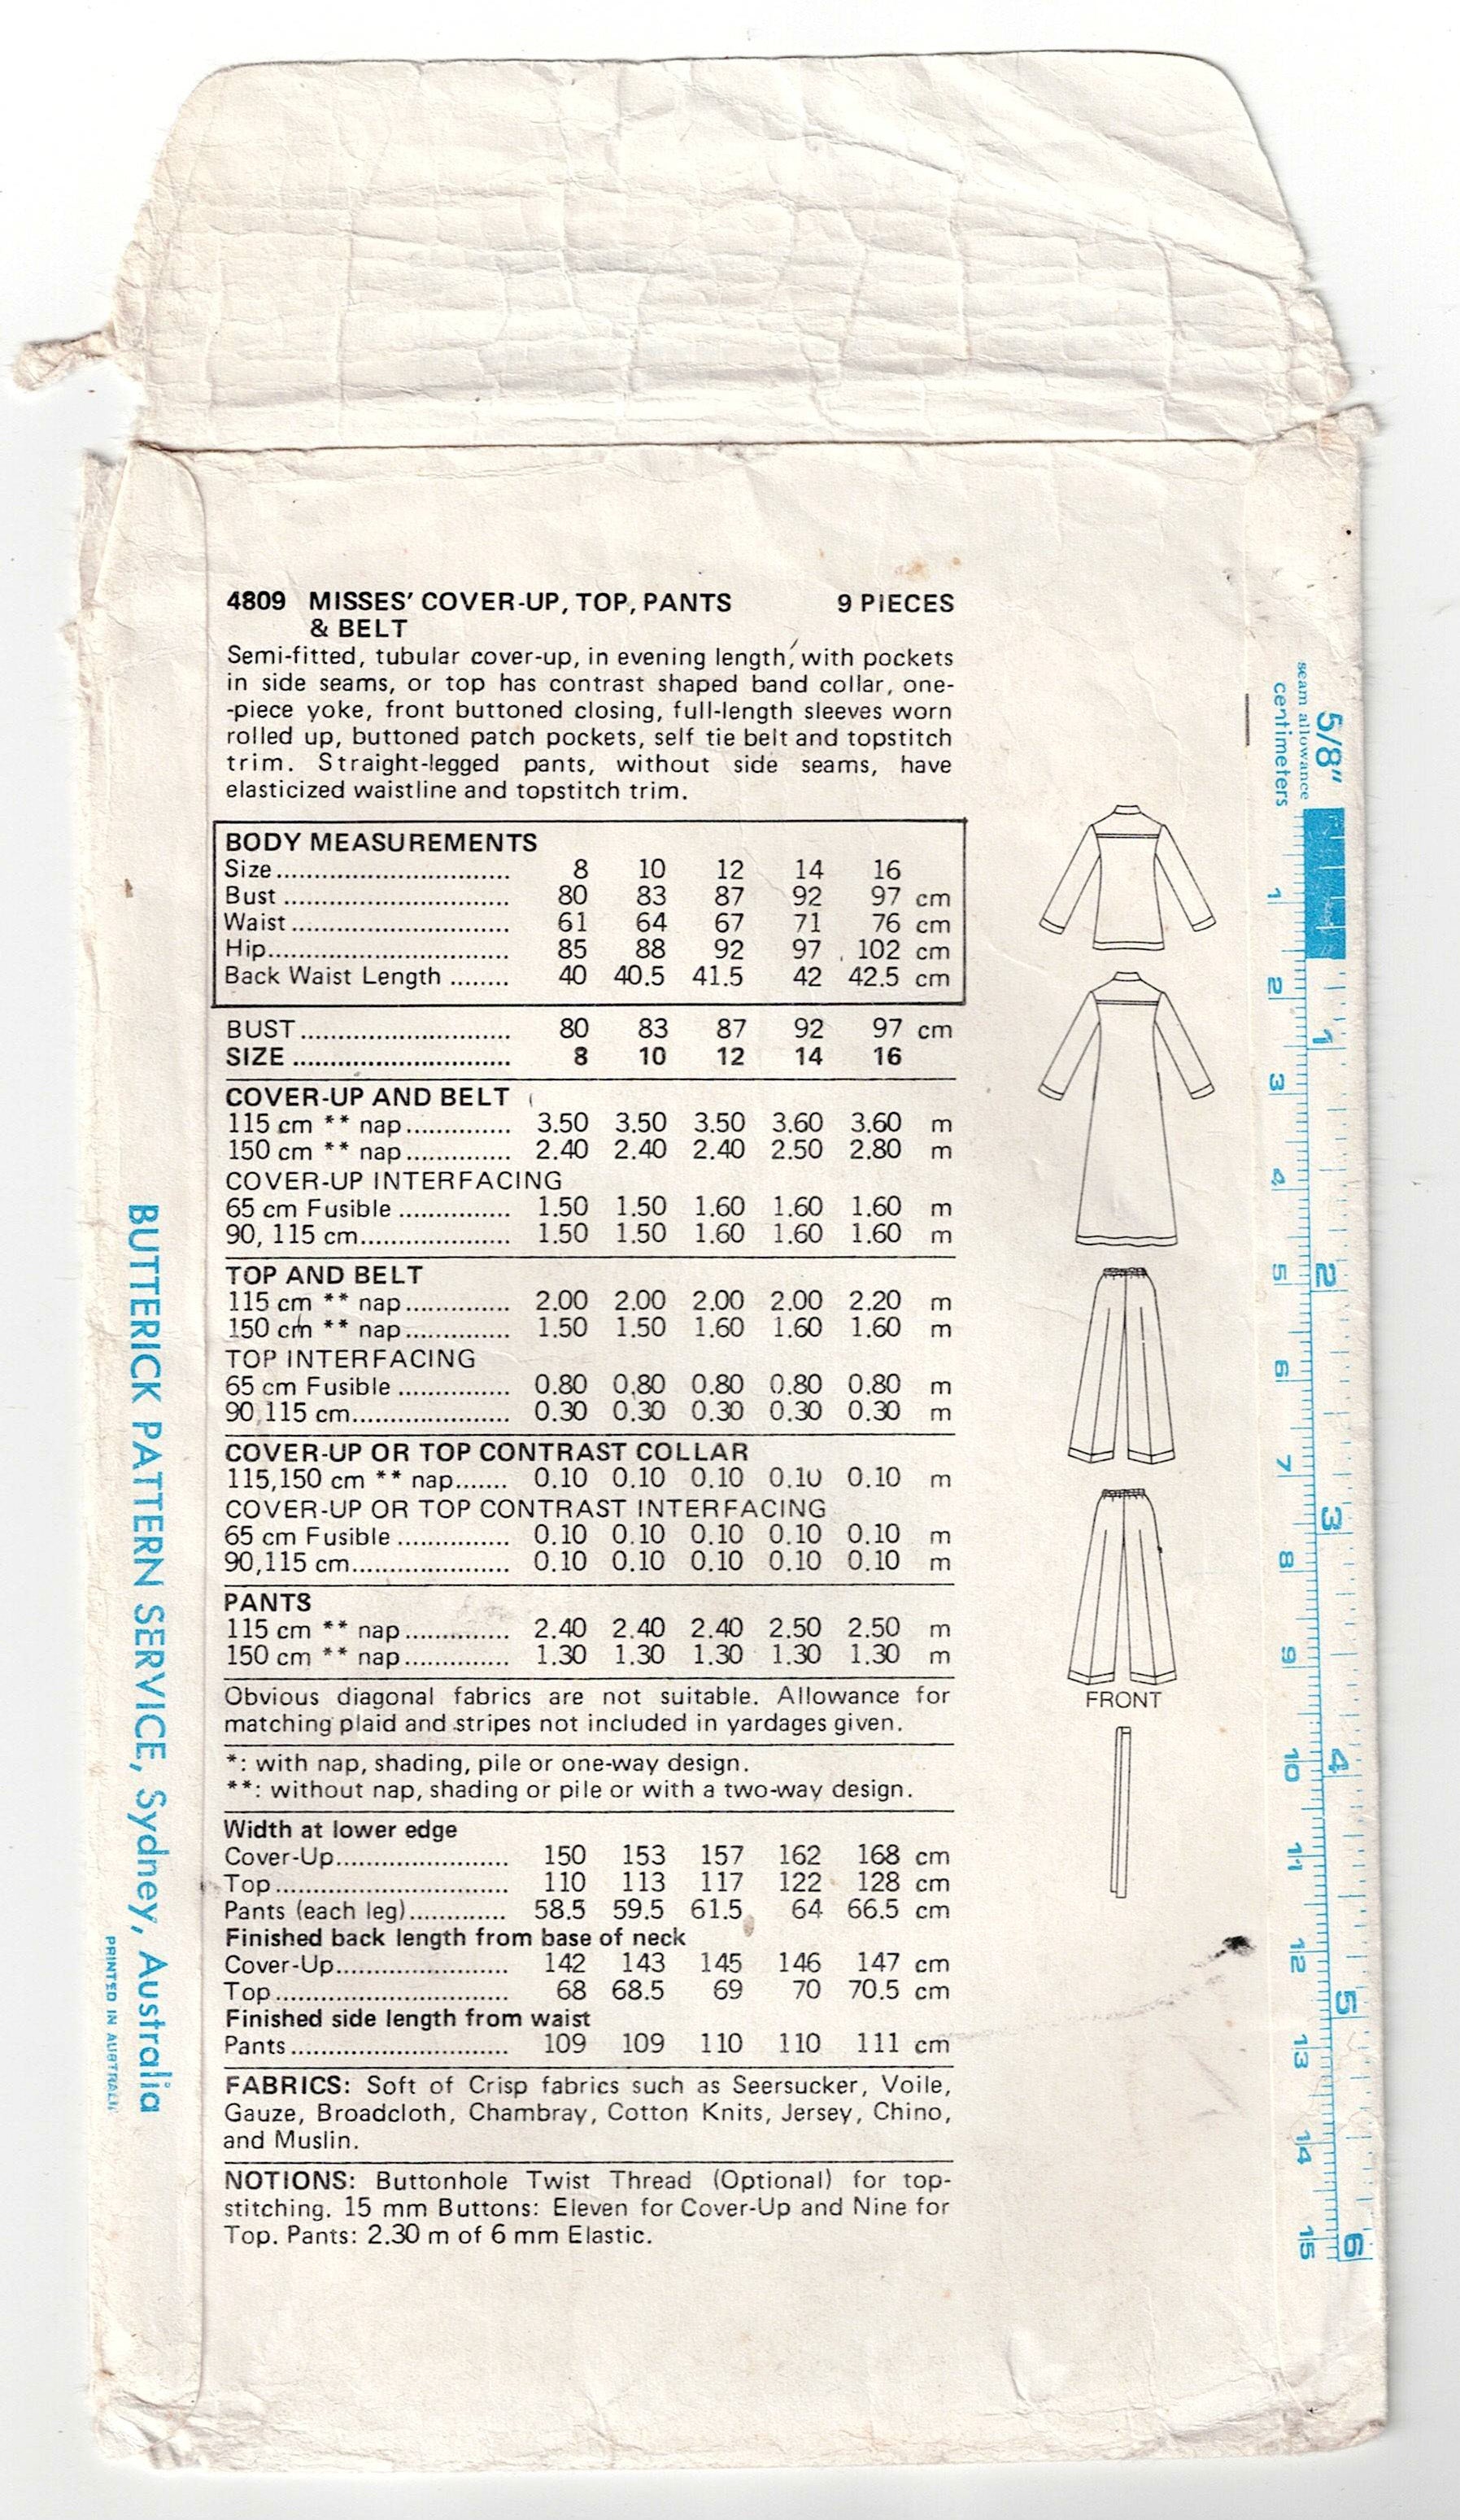 4809 MISSES' COVER-UP, TOP, PANTS 9 PIECES
& BELT
Semi-fitted, tubular cover-up, in evening length, with pockets
in side seams, or top has contrast shaped band collar, one-
-piece yoke, front buttoned closing, full-length sleeves worn
rolled up, buttoned patch pockets, self tie belt and topstitch
trim. Straight-legged pants, without side seams, have
elasticized waistline and topstitch trim.
BODY MEASUREMENTS
Size .............................. 8 10 12 14 16
Bust .............................. 80 83 87 92 97 cm
Waist .............................. 61 64 67 71 76 cm
Hip .............................. 85 88 92 97 102 cm
Back Waist Length ........ 40 40.5 41.5 42 42.5 cm
BUST .............................. 80 83 87 92 97 cm
SIZE .............................. 8 10 12 14 16
COVER-UP AND BELT
115 cm ** nap .............. 3.50 3.50 3.50 3.60 3.60 m
150 cm ** nap .............. 2.40 2.40 2.40 2.50 2.80 m
COVER-UP INTERFACING
65 cm Fusible ............... 1.50 1.50 1.60 1.60 1.60 m
90, 115 cm ..................... 1.50 1.50 1.60 1.60 1.60 m
TOP AND BELT
115 cm ** nap .............. 2.00 2.00 2.00 2.00 2.20 m
150 cm ** nap .............. 1.50 1.50 1.60 1.60 1.60 m
TOP INTERFACING
65 cm Fusible ............... 0.80 0.80 0.80 0.80 0.80 m
90,115 cm ...................... 0.30 0.30 0.30 0.30 0.30 m
COVER-UP OR TOP CONTRAST COLLAR
115,150 cm ** nap ....... 0.10 0.10 0.10 0.10 0.10 m
COVER-UP OR TOP CONTRAST INTERFACING
65 cm Fusible ............... 0.10 0.10 0.10 0.10 0.10 m
90,115 cm ...................... 0.10 0.10 0.10 0.10 0.10 m
PANTS
115 cm ** nap .............. 2.40 2.40 2.40 2.50 2.50 m
150 cm ** nap .............. 1.30 1.30 1.30 1.30 1.30 m
Obvious diagonal fabrics are not suitable. Allowance for
matching plaid and stripes not included in yardages given.
*: with nap, shading, pile or one-way design.
**: without nap, shading or pile or with a two-way design.
Width at lower edge
Cover-Up ....................... 150 153 157 162 168 cm
Top .............................. 110 113 117 122 128 cm
Pants (each leg) ............. 58.5 59.5 61.5 64 66.5 cm
Finished back length from base of neck
Cover-Up ....................... 142 143 145 146 147 cm
Top .............................. 68 68.5 69 70 70.5 cm
Finished side length from waist
Pants ............................ 109 109 110 110 111 cm
FABRICS: Soft of Crisp fabrics such as Seersucker, Voile,
Gauze, Broadcloth, Chambray, Cotton Knits, Jersey, Chino,
and Muslin.
NOTIONS: Buttonhole Twist Thread (Optional) for top-
stitching. 15 mm Buttons: Eleven for Cover-Up and Nine for
Top. Pants: 2.30 m of 6 mm Elastic.
FRONT
BUTTERICK PATTERN SERVICE, Sydney, Australia
PRINTED IN AUSTRALIA
5/8"
seam allowance
centimeters
1 2 3 4 5 6 7 8 9 10 11 12 13 14 15
1 2 3 4 5 6